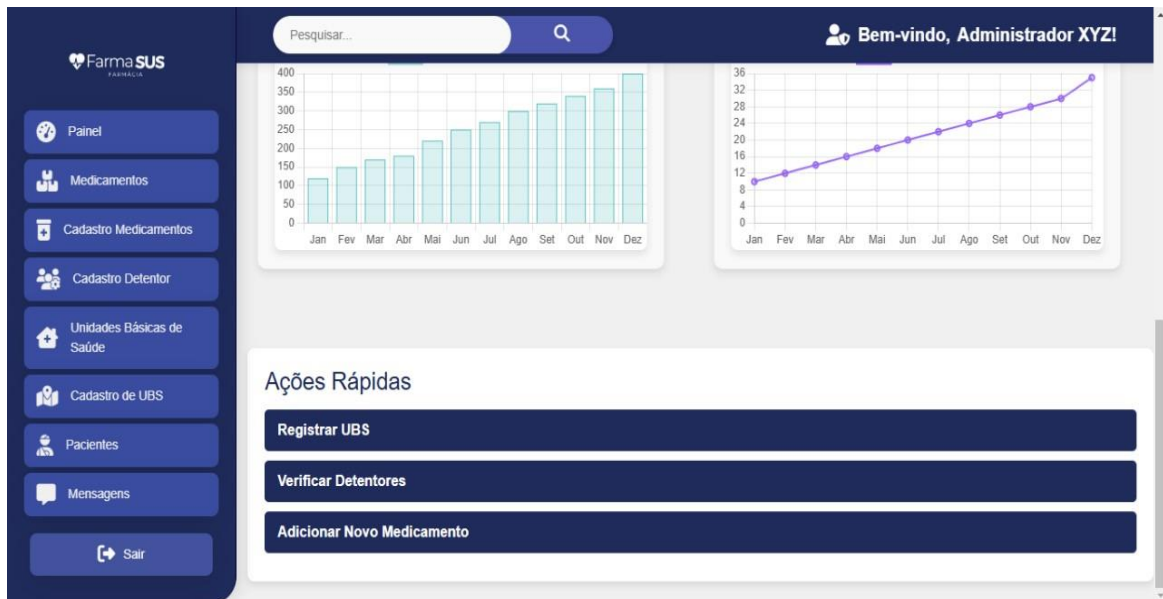 Farma SUS
FARMÁCIA
Pesquisar...
Bem-vindo, Administrador XYZ!
Painel
Medicamentos
Cadastro Medicamentos
Cadastro Detentor
Unidades Básicas de
Saúde
Cadastro de UBS
Pacientes
Mensagens
Sair
400
350
300
250
200
150
100
50
0
Jan Fev Mar Abr Mai Jun Jul Ago Set Out Nov Dez
36
32
28
24
20
16
12
8
4
0
Jan Fev Mar Abr Mai Jun Jul Ago Set Out Nov Dez
Ações Rápidas
Registrar UBS
Verificar Detentores
Adicionar Novo Medicamento